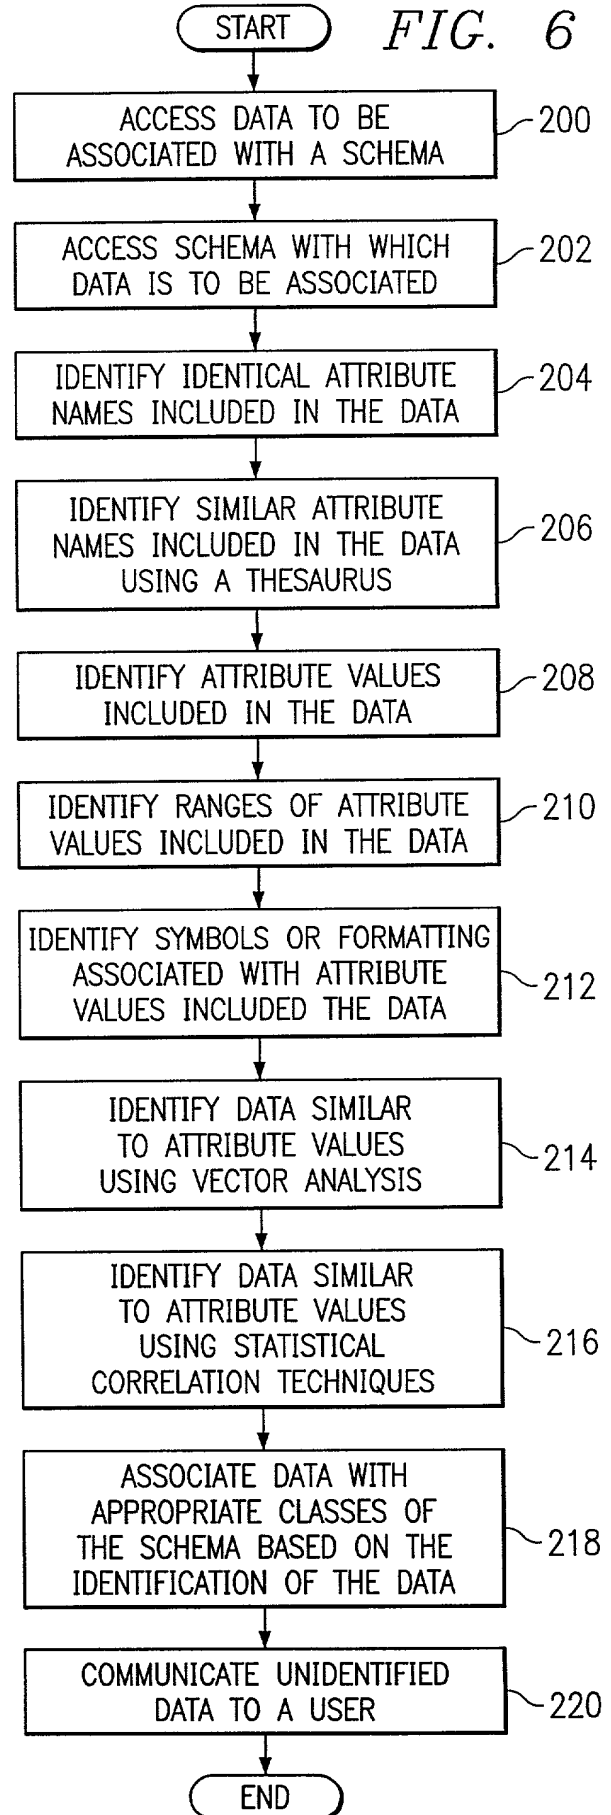 START
FIG. 6
ACCESS DATA TO BE
ASSOCIATED WITH A SCHEMA
200
ACCESS SCHEMA WITH WHICH
DATA IS TO BE ASSOCIATED
202
IDENTIFY IDENTICAL ATTRIBUTE
NAMES INCLUDED IN THE DATA
204
IDENTIFY SIMILAR ATTRIBUTE
NAMES INCLUDED IN THE DATA
USING A THESAURUS
206
IDENTIFY ATTRIBUTE VALUES
INCLUDED IN THE DATA
208
IDENTIFY RANGES OF ATTRIBUTE
VALUES INCLUDED IN THE DATA
210
IDENTIFY SYMBOLS OR FORMATTING
ASSOCIATED WITH ATTRIBUTE
VALUES INCLUDED THE DATA
212
IDENTIFY DATA SIMILAR
TO ATTRIBUTE VALUES
USING VECTOR ANALYSIS
214
IDENTIFY DATA SIMILAR
TO ATTRIBUTE VALUES
USING STATISTICAL
CORRELATION TECHNIQUES
216
ASSOCIATE DATA WITH
APPROPRIATE CLASSES OF
THE SCHEMA BASED ON THE
IDENTIFICATION OF THE DATA
218
COMMUNICATE UNIDENTIFIED
DATA TO A USER
220
END